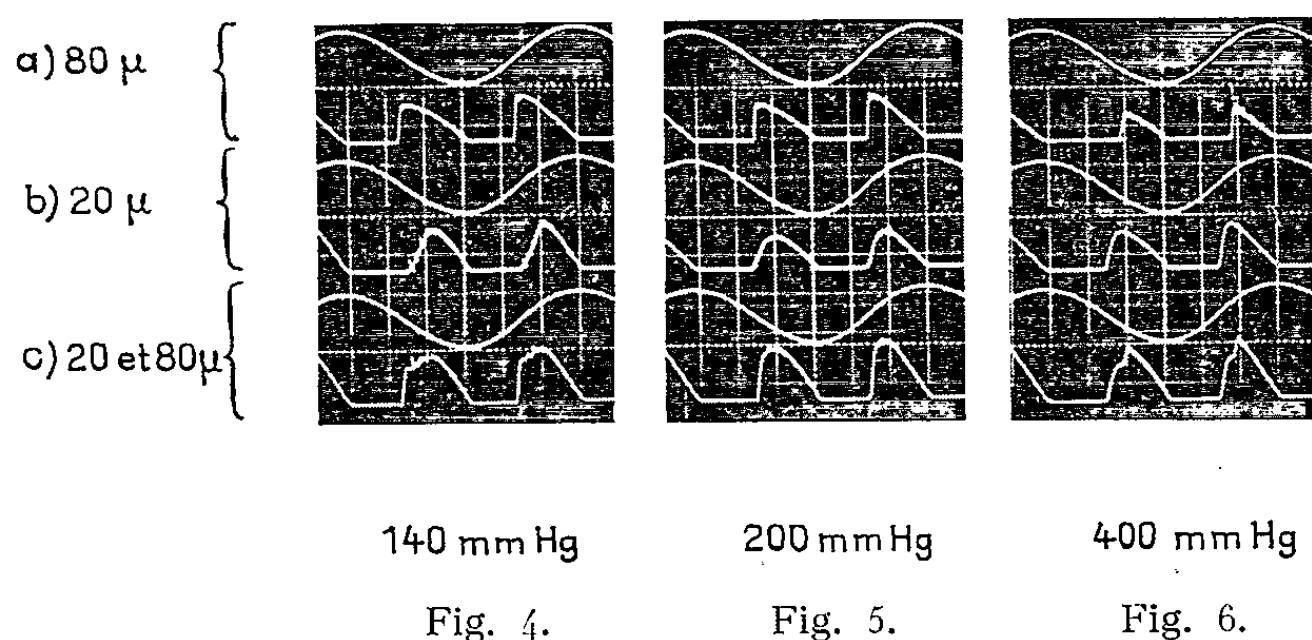 a) 80 µ
b) 20 µ
c) 20 et 80µ
140 mm Hg
200 mm Hg
400 mm Hg
Fig. 4.
Fig. 5.
Fig. 6.